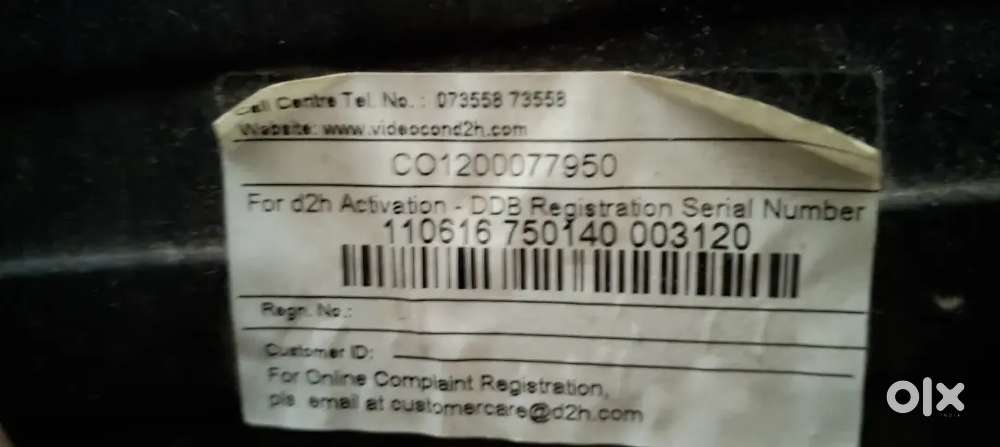 Call Centre Tel. No. : 073558 73558
Website: www.videocond2h.com
CO1200077950
For d2h Activation - DDB Registration Serial Number
110616 750140 003120
Regn. No.:
Customer ID:
For Online Complaint Registration,
pls email at customercare@d2h.com
olx
INDIA